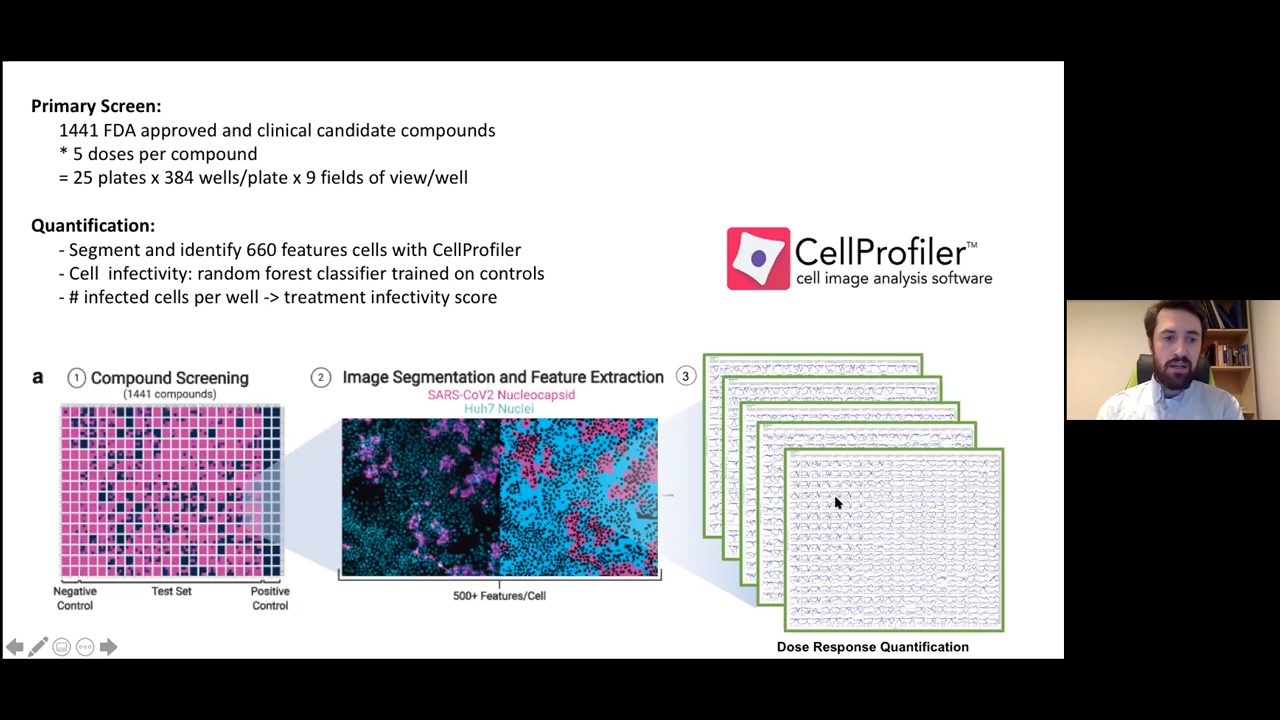 Primary Screen:
1441 FDA approved and clinical candidate compounds
* 5 doses per compound
= 25 plates x 384 wells/plate x 9 fields of view/well
Quantification:
- Segment and identify 660 features cells with CellProfiler
- Cell infectivity: random forest classifier trained on controls
- # infected cells per well -> treatment infectivity score
CellProfiler™
cell image analysis software
a
1 Compound Screening
(1441 compounds)
Negative
Control
Test Set
Positive
Control
2 Image Segmentation and Feature Extraction
SARS-CoV2 Nucleocapsid
Huh7 Nuclei
500+ Features/Cell
3
Dose Response Quantification